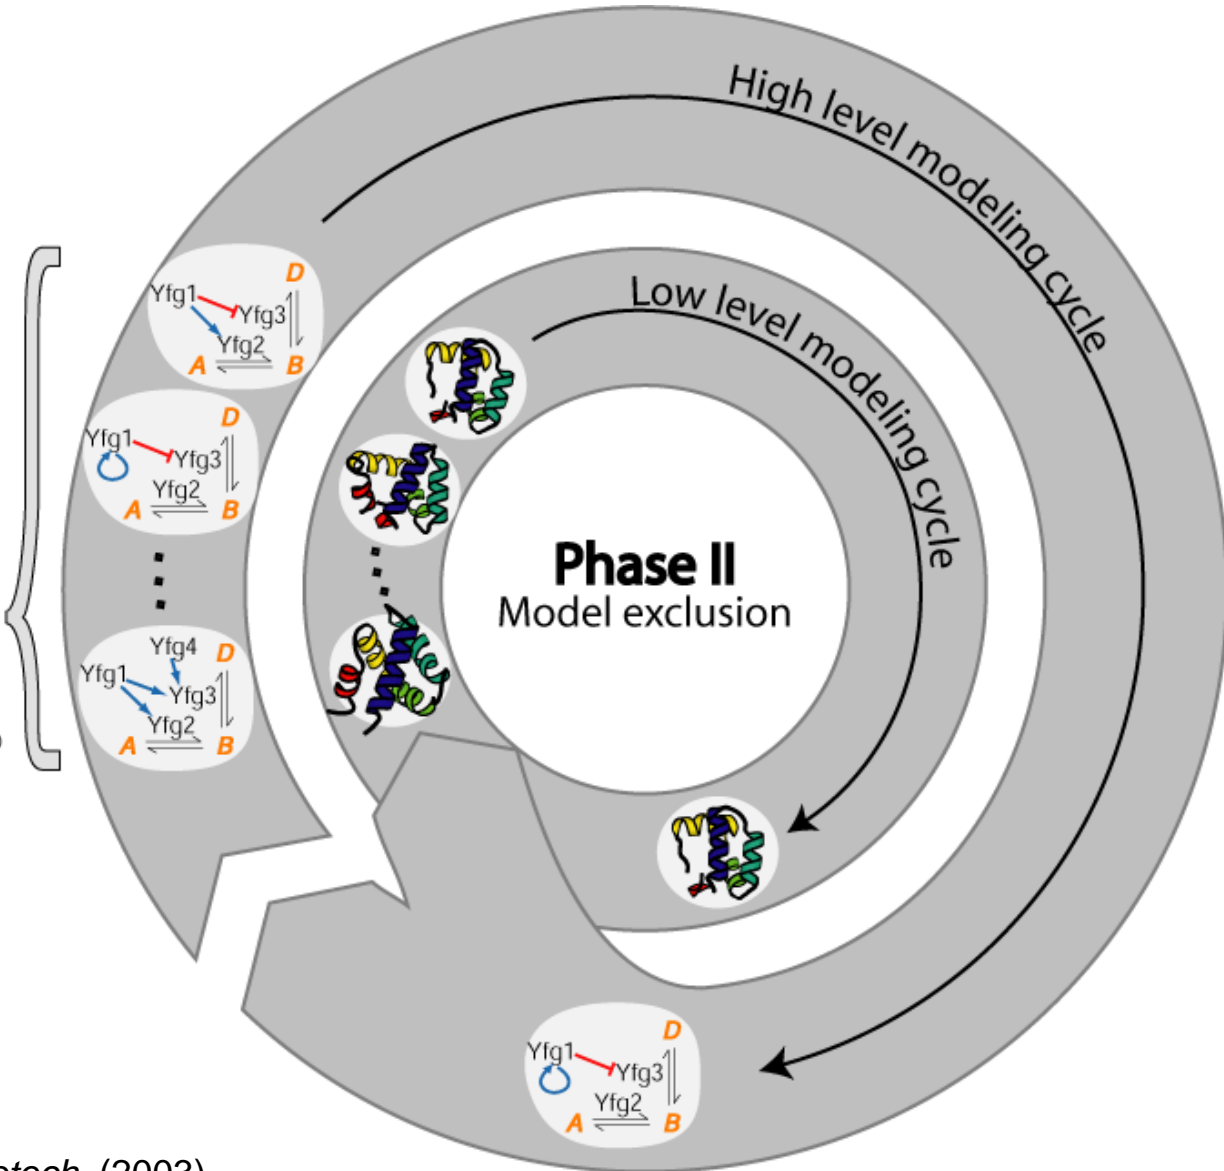 High level modeling cycle
Low level modeling cycle
D
Yfg1
Yfg3
Yfg2
A B
D
Yfg1
Yfg3
Yfg2
A B
Phase II
Model exclusion
Yfg4
D
Yfg1
Yfg3
Yfg2
A B
D
Yfg1
Yfg3
Yfg2
A B
(2003)